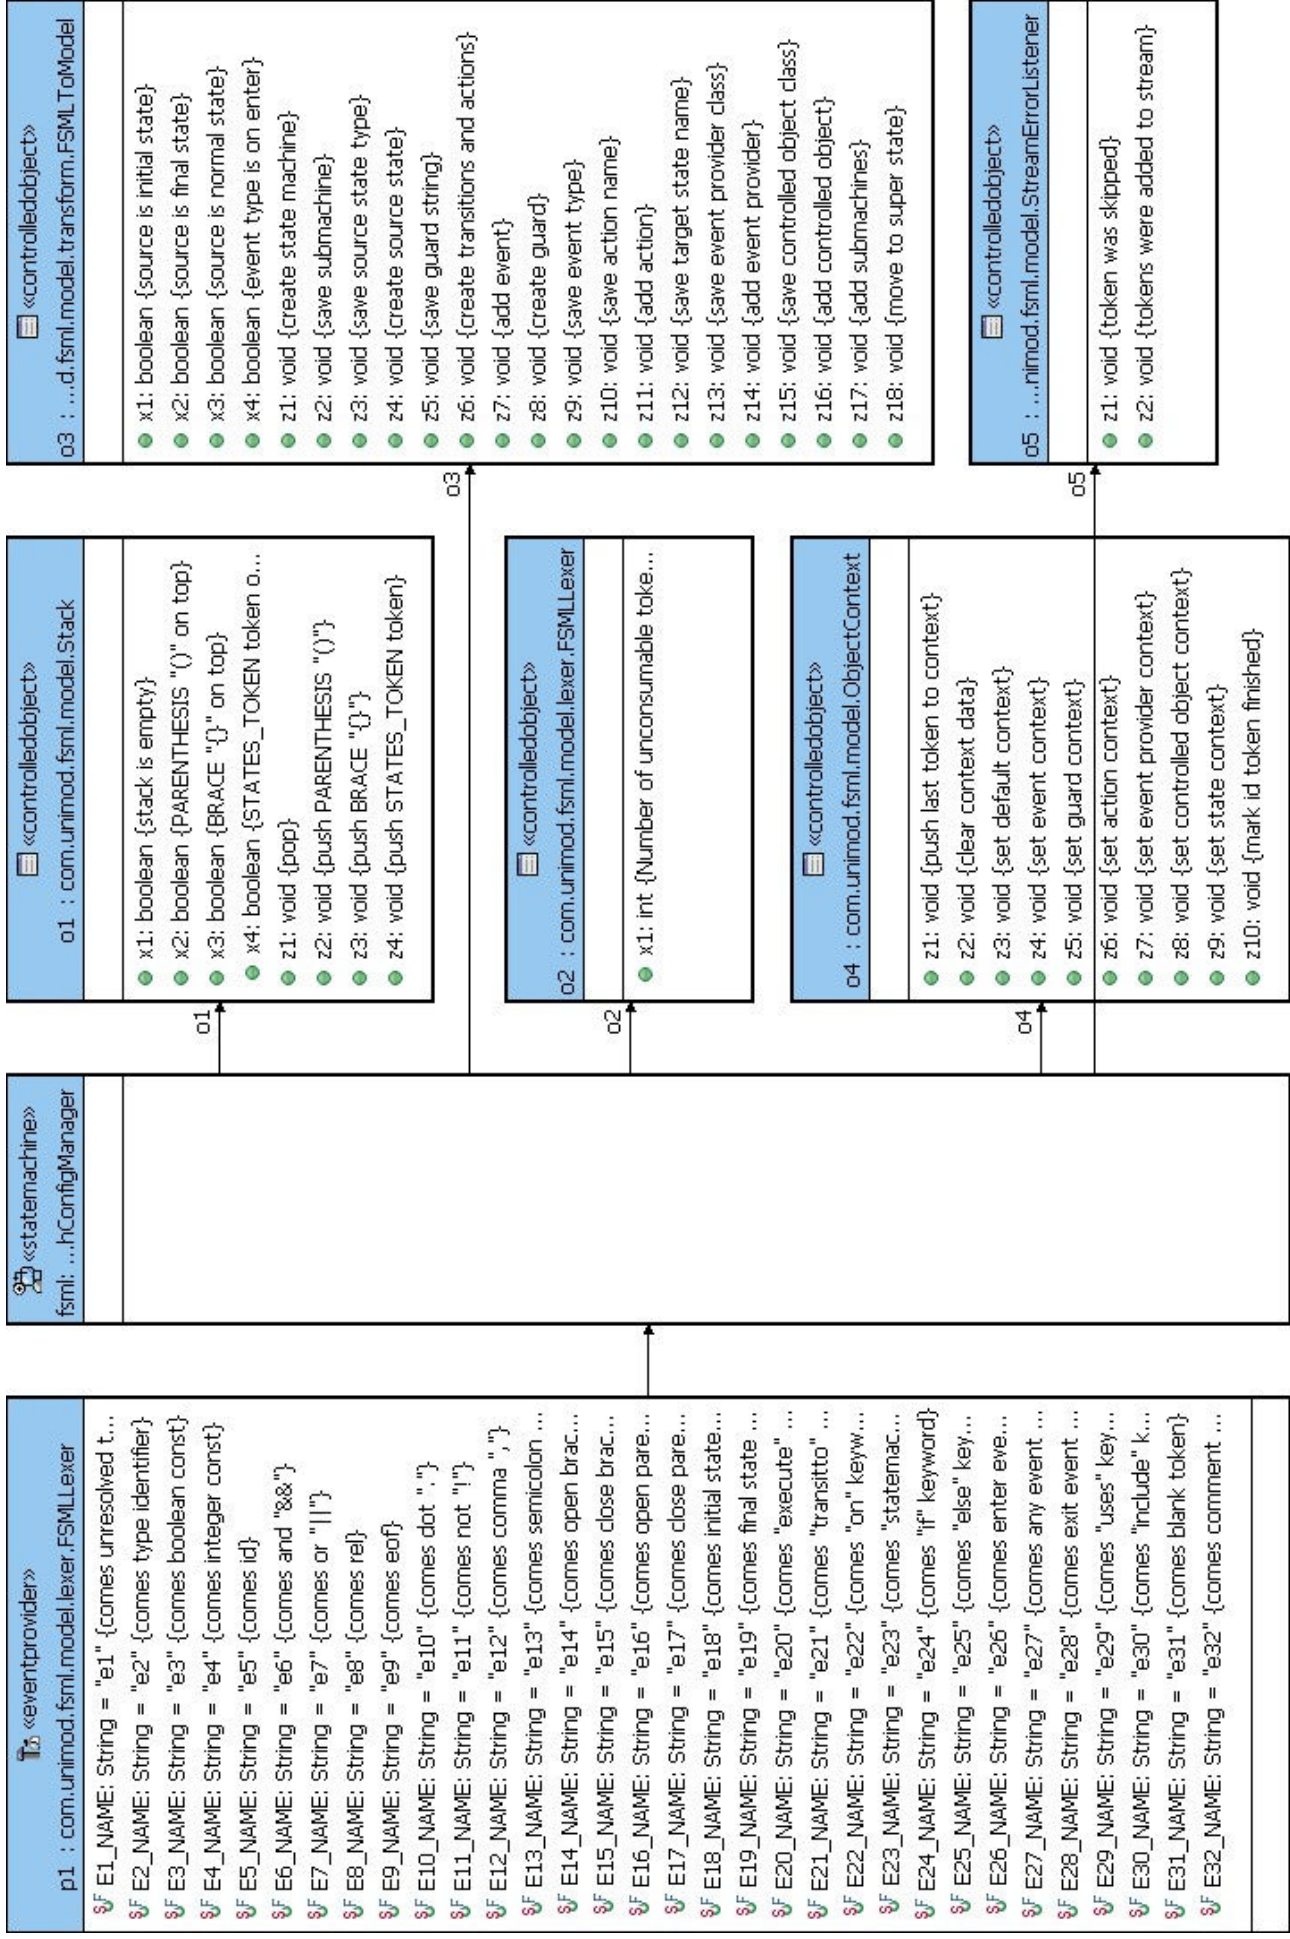 «eventprovider»
p1 : com.unimod.fsml.model.lexer.FSMLLexer
E1_NAME: String = "e1" {comes unresolved t...
E2_NAME: String = "e2" {comes type identifier}
E3_NAME: String = "e3" {comes boolean const}
E4_NAME: String = "e4" {comes integer const}
E5_NAME: String = "e5" {comes id}
E6_NAME: String = "e6" {comes and "&&"}
E7_NAME: String = "e7" {comes or "||"}
E8_NAME: String = "e8" {comes rel}
E9_NAME: String = "e9" {comes eof}
E10_NAME: String = "e10" {comes dot "."}
E11_NAME: String = "e11" {comes not "!"}
E12_NAME: String = "e12" {comes comma ","}
E13_NAME: String = "e13" {comes semicolon ...
E14_NAME: String = "e14" {comes open brac...
E15_NAME: String = "e15" {comes close brac...
E16_NAME: String = "e16" {comes open pare...
E17_NAME: String = "e17" {comes close pare...
E18_NAME: String = "e18" {comes initial state...
E19_NAME: String = "e19" {comes final state ...
E20_NAME: String = "e20" {comes "execute" ...
E21_NAME: String = "e21" {comes "transitto" ...
E22_NAME: String = "e22" {comes "on" keyw...
E23_NAME: String = "e23" {comes "statemac...
E24_NAME: String = "e24" {comes "if" keyword}
E25_NAME: String = "e25" {comes "else" key...
E26_NAME: String = "e26" {comes enter eve...
E27_NAME: String = "e27" {comes any event ...
E28_NAME: String = "e28" {comes exit event ...
E29_NAME: String = "e29" {comes "uses" key...
E30_NAME: String = "e30" {comes "include" k...
E31_NAME: String = "e31" {comes blank token}
E32_NAME: String = "e32" {comes comment ...
«statemachine»
fsml: ...hConfigManager
o1
o3
o2
o4
o5
«controlledobject»
o1 : com.unimod.fsml.model.Stack
x1: boolean {stack is empty}
x2: boolean {PARENTHESIS "()" on top}
x3: boolean {BRACE "{}" on top}
x4: boolean {STATES_TOKEN token o...
z1: void {pop}
z2: void {push PARENTHESIS "()"}
z3: void {push BRACE "{}"}
z4: void {push STATES_TOKEN token}
«controlledobject»
o2 : com.unimod.fsml.model.lexer.FSMLLexer
x1: int {Number of unconsumable toke...
«controlledobject»
o4 : com.unimod.fsml.model.ObjectContext
z1: void {push last token to context}
z2: void {clear context data}
z3: void {set default context}
z4: void {set event context}
z5: void {set guard context}
z6: void {set action context}
z7: void {set event provider context}
z8: void {set controlled object context}
z9: void {set state context}
z10: void {mark id token finished}
«controlledobject»
o3 : ...d.fsml.model.transform.FSMLToModel
x1: boolean {source is initial state}
x2: boolean {source is final state}
x3: boolean {source is normal state}
x4: boolean {event type is on enter}
z1: void {create state machine}
z2: void {save submachine}
z3: void {save source state type}
z4: void {create source state}
z5: void {save guard string}
z6: void {create transitions and actions}
z7: void {add event}
z8: void {create guard}
z9: void {save event type}
z10: void {save action name}
z11: void {add action}
z12: void {save target state name}
z13: void {save event provider class}
z14: void {add event provider}
z15: void {save controlled object class}
z16: void {add controlled object}
z17: void {add submachines}
z18: void {move to super state}
«controlledobject»
o5 : ...nimod.fsml.model.StreamErrorListener
z1: void {token was skipped}
z2: void {tokens were added to stream}